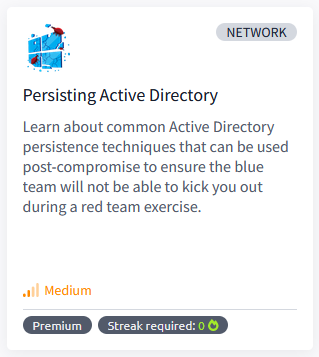 NETWORK
Persisting Active Directory
Learn about common Active Directory
persistence techniques that can be used
post-compromise to ensure the blue
team will not be able to kick you out
during a red team exercise.
Medium
Premium Streak required: 0